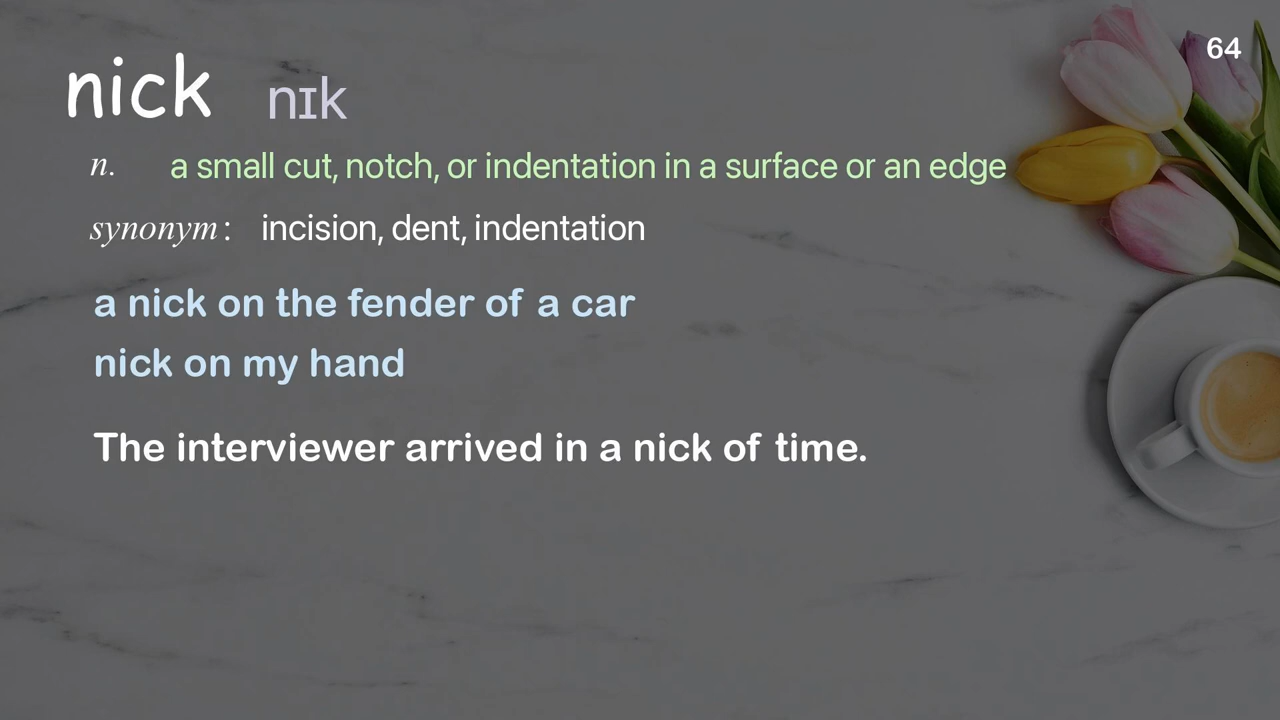 64
nick nɪk
n. a small cut, notch, or indentation in a surface or an edge
synonym: incision, dent, indentation
a nick on the fender of a car
nick on my hand
The interviewer arrived in a nick of time.